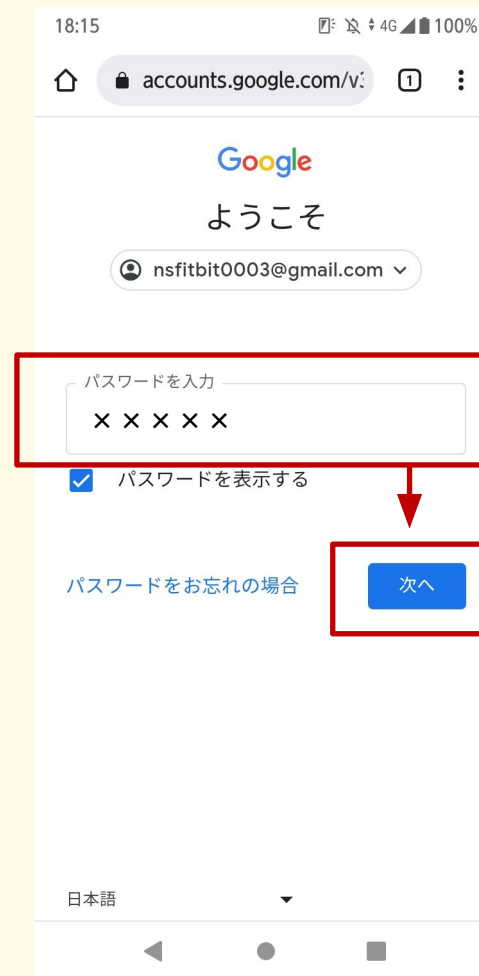 18:15 4G 100%
accounts.google.com/v3 1
Google
ようこそ
nsfitbit0003@gmail.com
パスワードを入力
×××××
パスワードを表示する
パスワードをお忘れの場合 次へ
日本語